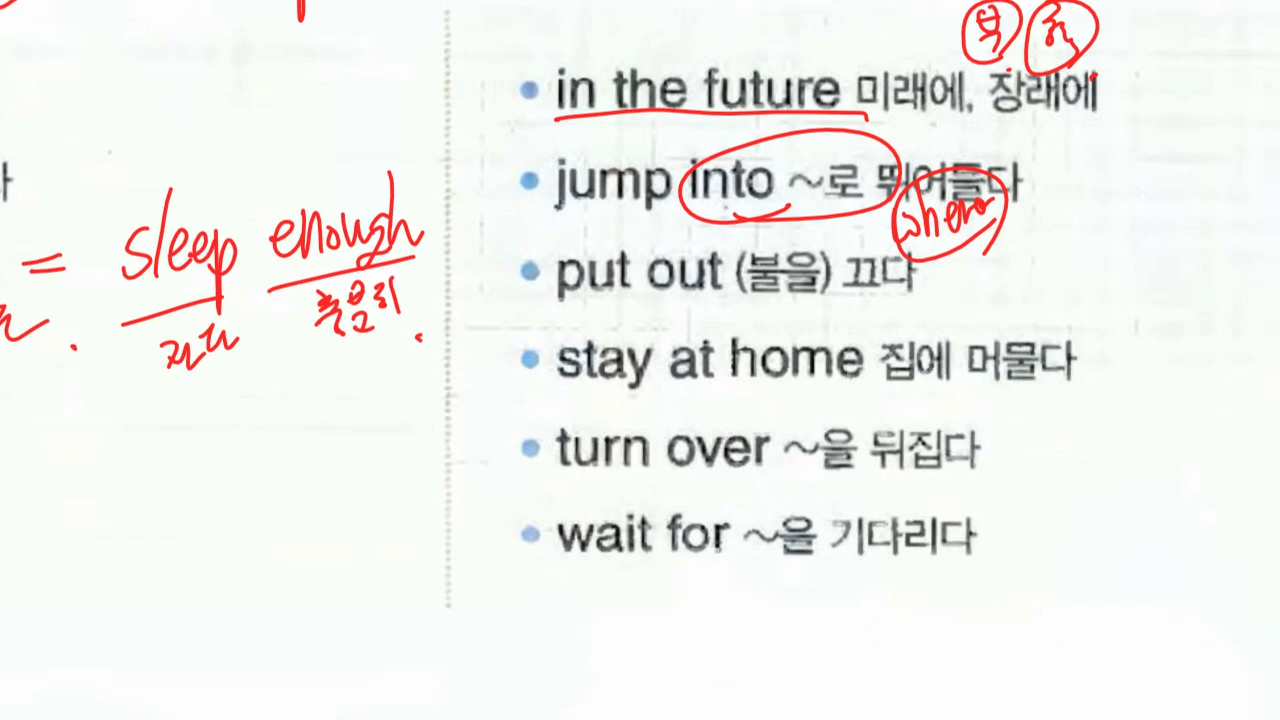 = sleep enough
자다 충분히.
• in the future 미래에, 장래에
• jump into ~로 뛰어들다
where
• put out (불을) 끄다
• stay at home 집에 머물다
• turn over ~을 뒤집다
• wait for ~을 기다리다